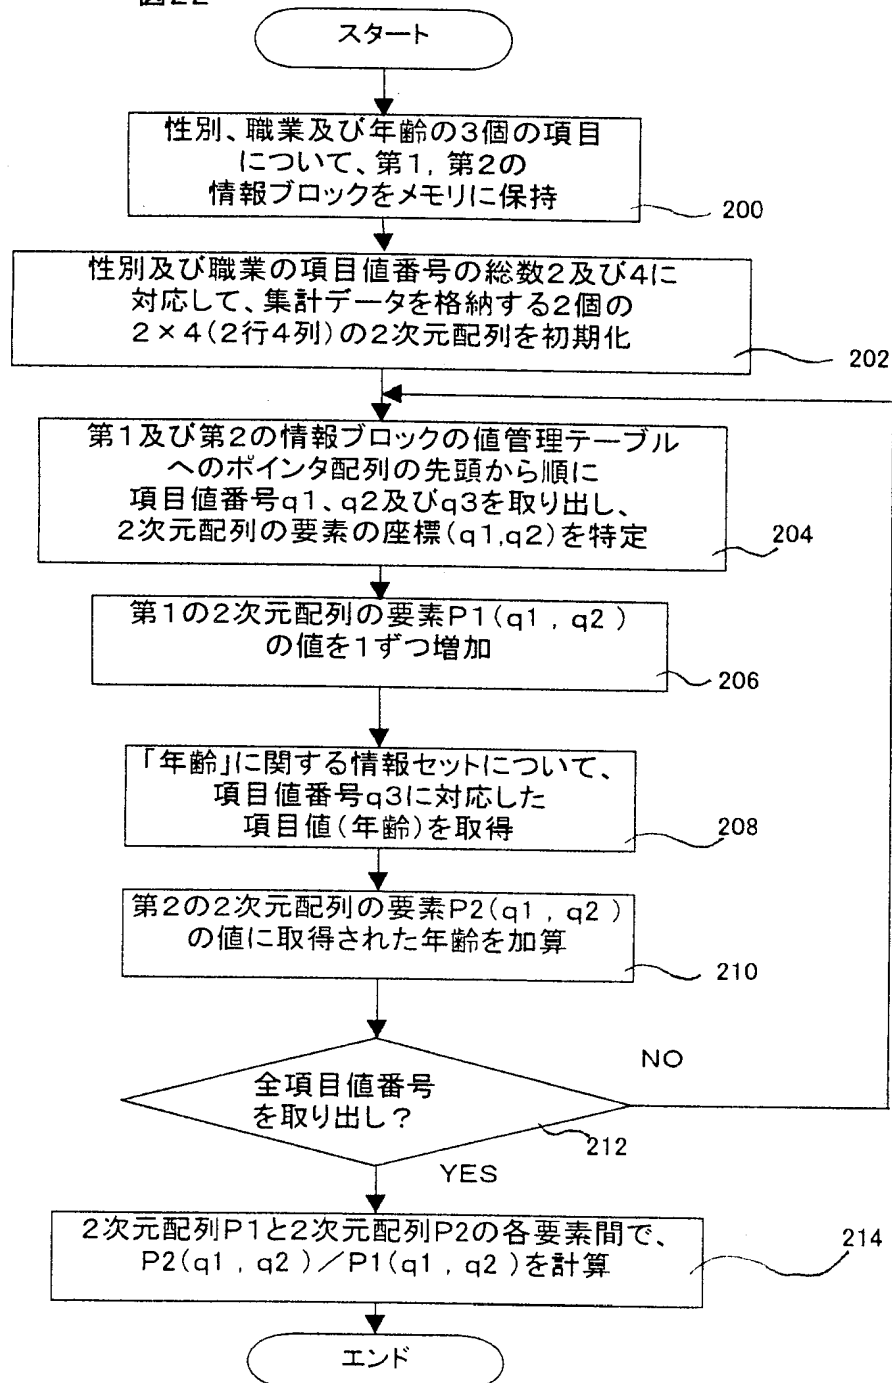 図22
スタート
性別、職業及び年齢の3個の項目
について、第1,第2の
情報ブロックをメモリに保持
200
性別及び職業の項目値番号の総数2及び4に
対応して、集計データを格納する2個の
2×4(2行4列)の2次元配列を初期化
202
第1及び第2の情報ブロックの値管理テーブル
へのポインタ配列の先頭から順に
項目値番号q1、q2及びq3を取り出し、
2次元配列の要素の座標(q1,q2)を特定
204
第1の2次元配列の要素P1(q1,q2)
の値を1ずつ増加
206
「年齢」に関する情報セットについて、
項目値番号q3に対応した
項目値(年齢)を取得
208
第2の2次元配列の要素P2(q1,q2)
の値に取得された年齢を加算
210
NO
全項目値番号
を取り出し?
212
YES
2次元配列P1と2次元配列P2の各要素間で、
P2(q1,q2)/P1(q1,q2)を計算
214
エンド